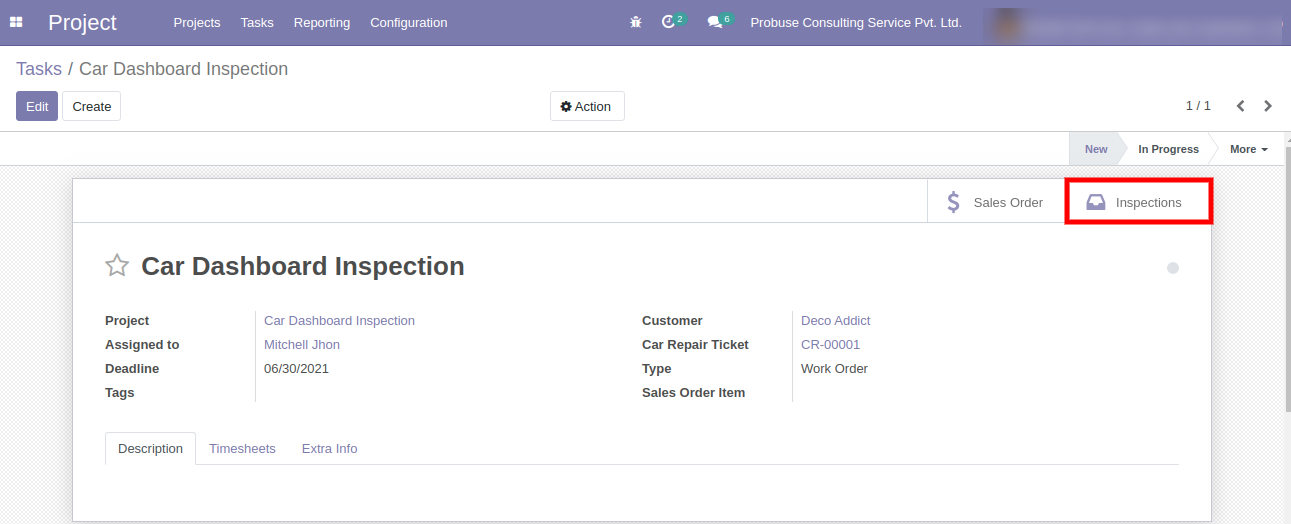 Project Projects Tasks Reporting Configuration 2 6 Probuse Consulting Service Pvt. Ltd.
Tasks / Car Dashboard Inspection
Edit Create Action 1 / 1
New In Progress More
Sales Order Inspections
Car Dashboard Inspection
Project Car Dashboard Inspection Customer Deco Addict
Assigned to Mitchell Jhon Car Repair Ticket CR-00001
Deadline 06/30/2021 Type Work Order
Tags Sales Order Item
Description Timesheets Extra Info